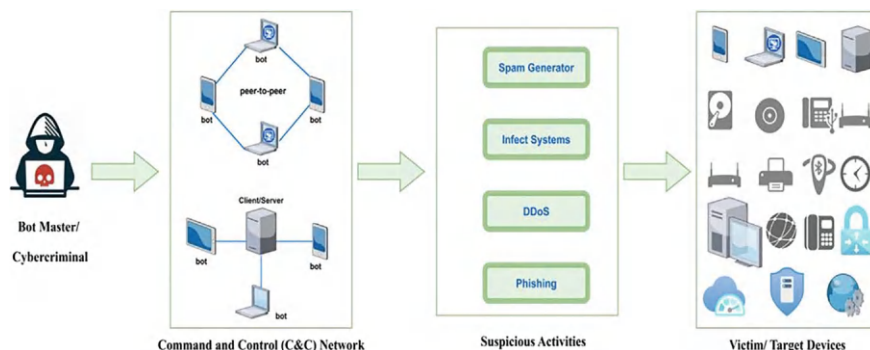 Bot Master/
Cybercriminal
bot
peer-to-peer
bot
bot
bot
Client/Server
bot
bot
bot
Command and Control (C&C) Network
Spam Generator
Infect Systems
DDoS
Phishing
Suspicious Activities
Victim/ Target Devices